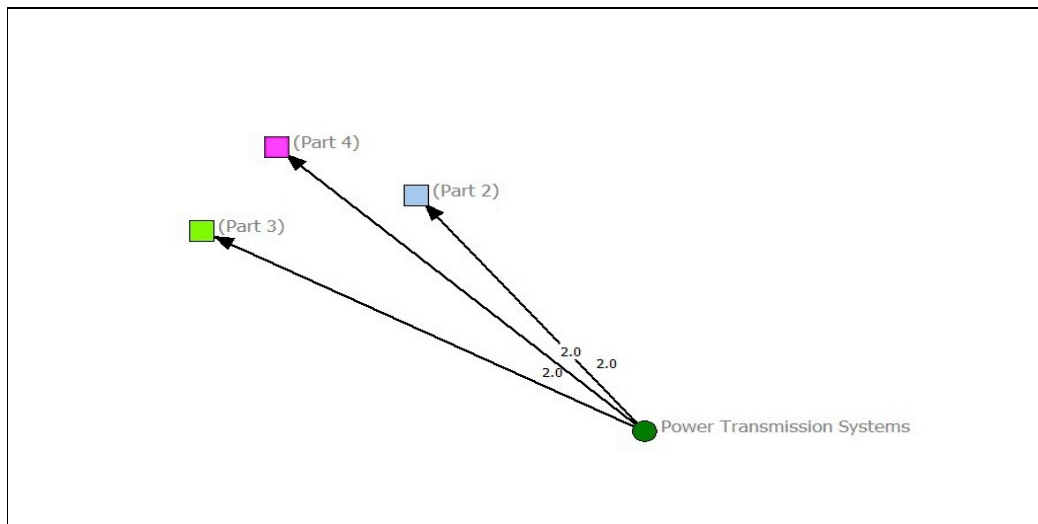 (Part 4)
(Part 2)
(Part 3)
2.0
2.0
2.0
Power Transmission Systems